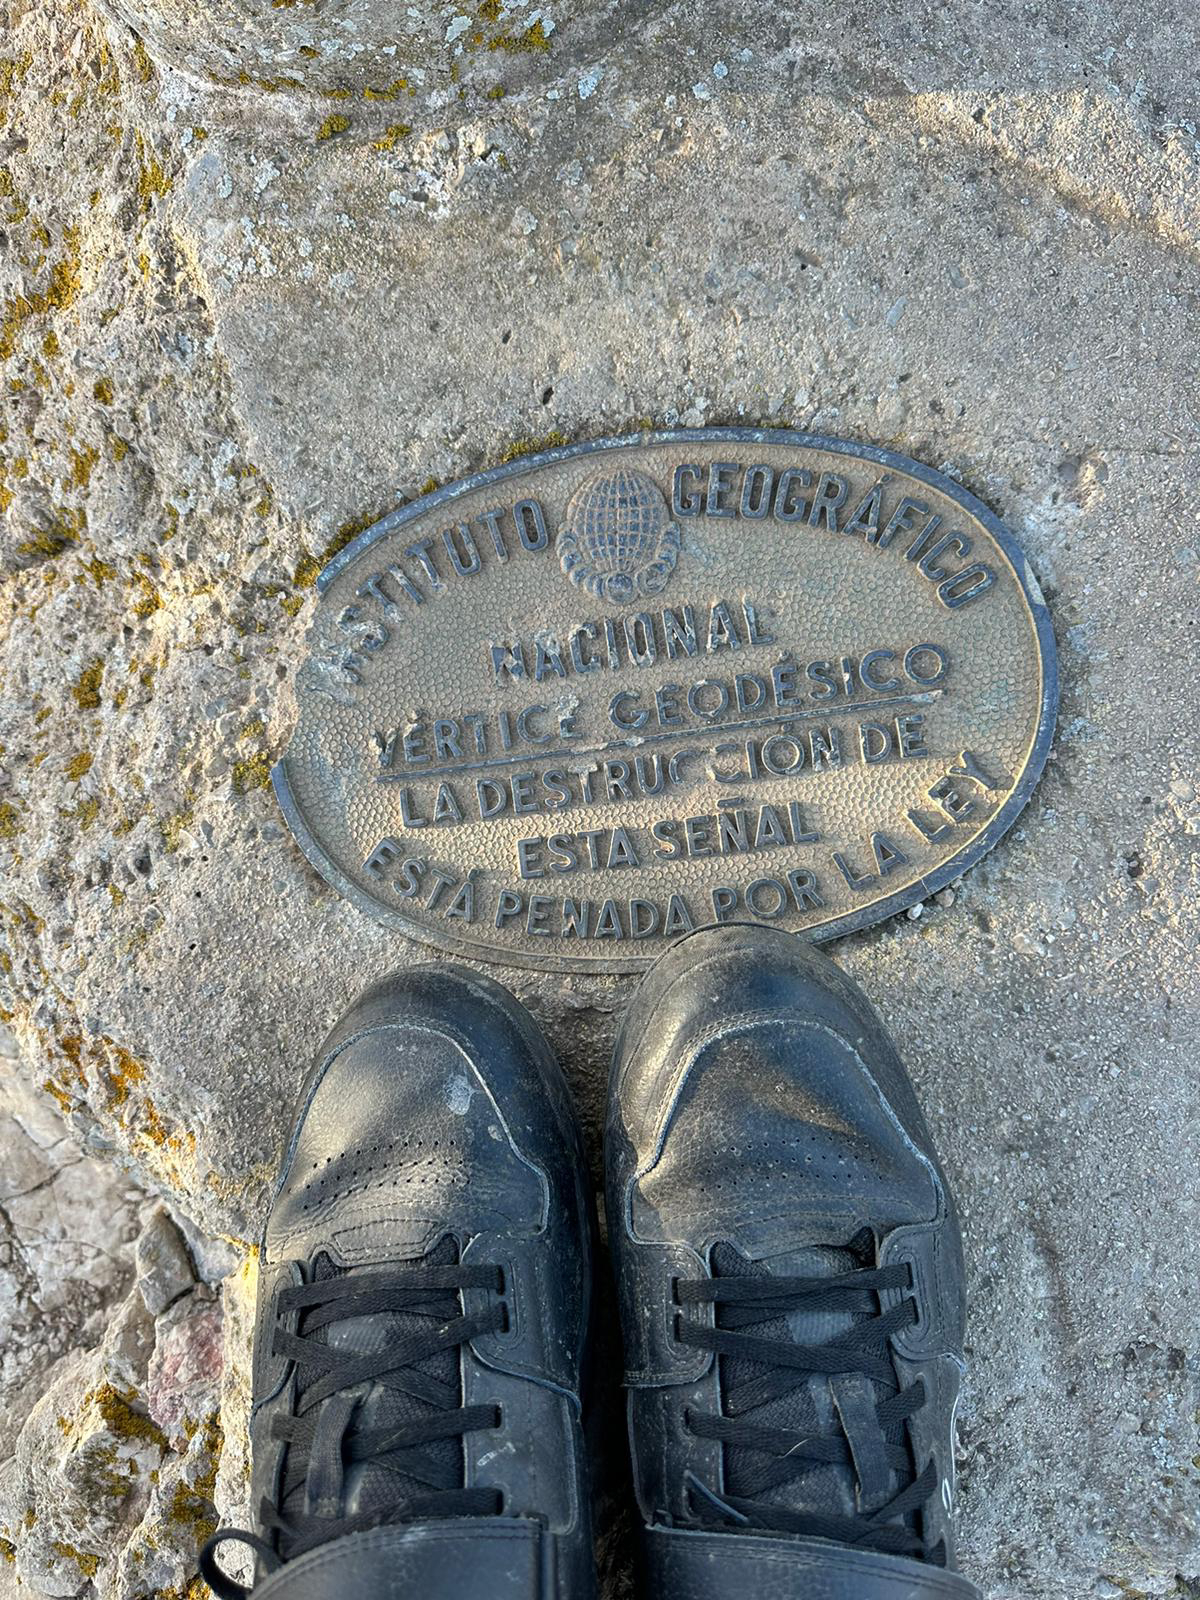 INSTITUTO GEOGRÁFICO
NACIONAL
VÉRTICE GEODÉSICO
LA DESTRUCCIÓN DE
ESTA SEÑAL
ESTÁ PENADA POR LA LEY